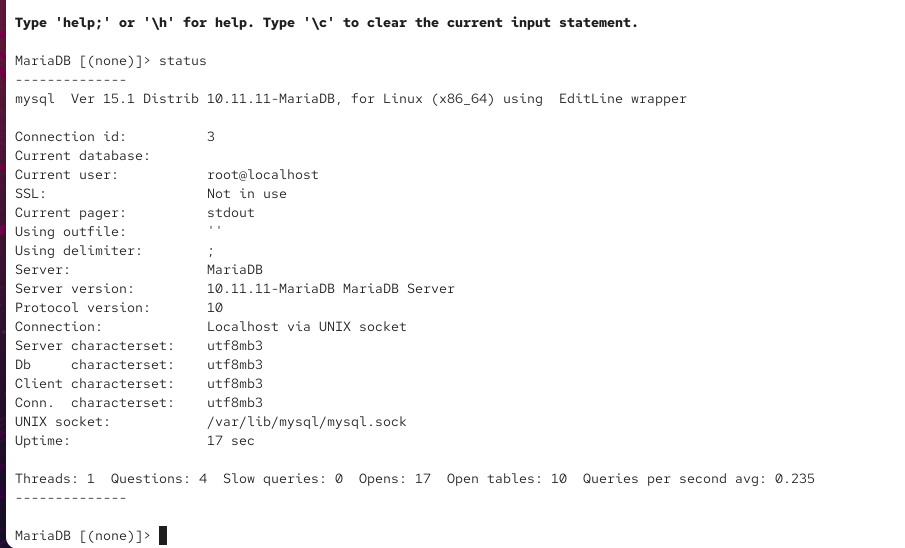 Type 'help;' or '\h' for help. Type '\c' to clear the current input statement.
MariaDB [(none)]> status
--------------
mysql  Ver 15.1 Distrib 10.11.11-MariaDB, for Linux (x86_64) using  EditLine wrapper
Connection id:          3
Current database:
Current user:           root@localhost
SSL:                    Not in use
Current pager:          stdout
Using outfile:          ''
Using delimiter:        ;
Server:                 MariaDB
Server version:         10.11.11-MariaDB MariaDB Server
Protocol version:       10
Connection:             Localhost via UNIX socket
Server characterset:    utf8mb3
Db     characterset:    utf8mb3
Client characterset:    utf8mb3
Conn.  characterset:    utf8mb3
UNIX socket:            /var/lib/mysql/mysql.sock
Uptime:                 17 sec
Threads: 1  Questions: 4  Slow queries: 0  Opens: 17  Open tables: 10  Queries per second avg: 0.235
--------------
MariaDB [(none)]>